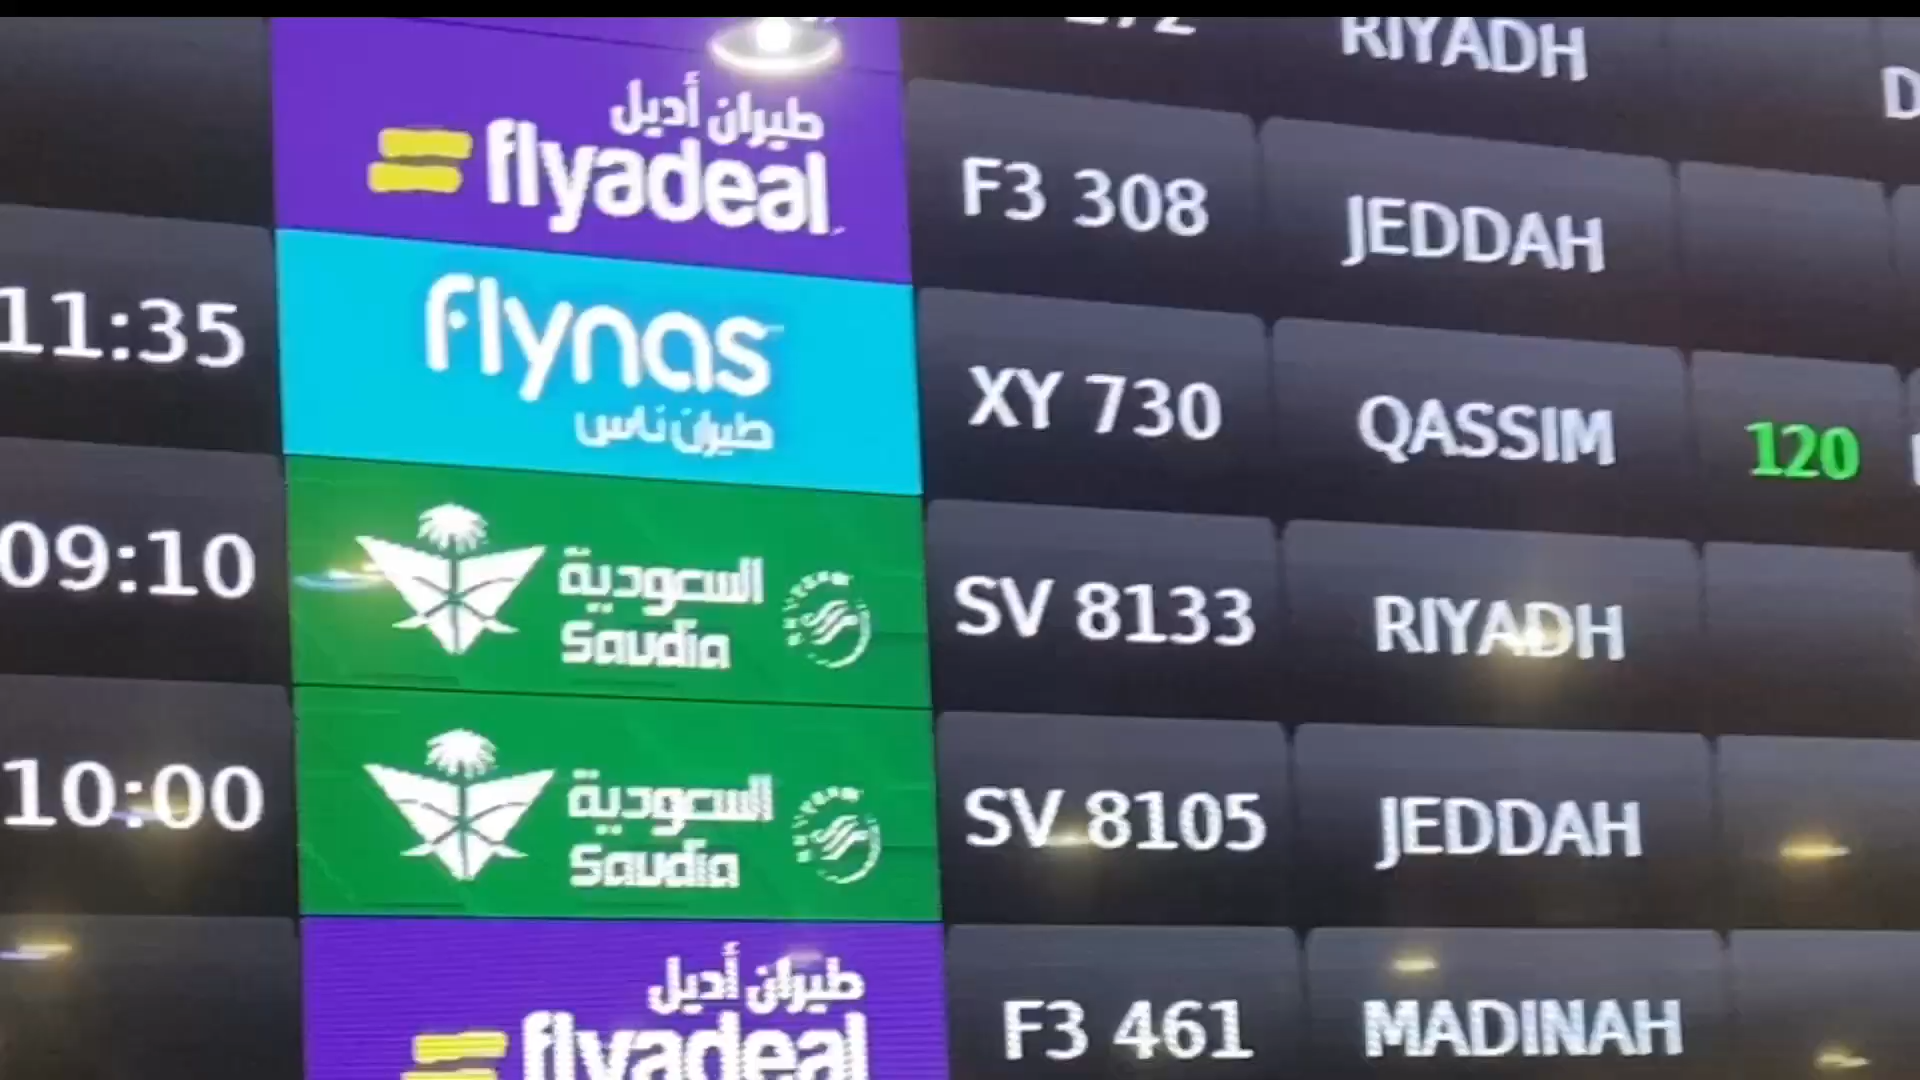 RIYADH
طيران أديل
flyadeal
F3 308
JEDDAH
11:35
flynas
طيران ناس
XY 730
QASSIM
120
09:10
السعودية
Saudia
SV 8133
RIYADH
10:00
السعودية
Saudia
SV 8105
JEDDAH
طيران أديل
flyadeal
F3 461
MADINAH